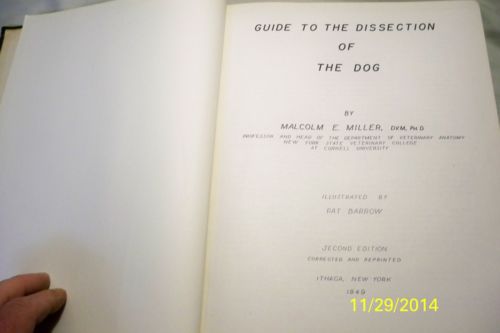 GUIDE TO THE DISSECTION
OF
THE DOG
BY
MALCOLM E. MILLER, D.V.M., PH.D.
PROFESSOR AND HEAD OF THE DEPARTMENT OF VETERINARY ANATOMY
NEW YORK STATE VETERINARY COLLEGE
AT CORNELL UNIVERSITY
ILLUSTRATED BY
PAT BARROW
SECOND EDITION
CORRECTED AND REPRINTED
ITHACA, NEW YORK
1949
11/29/2014